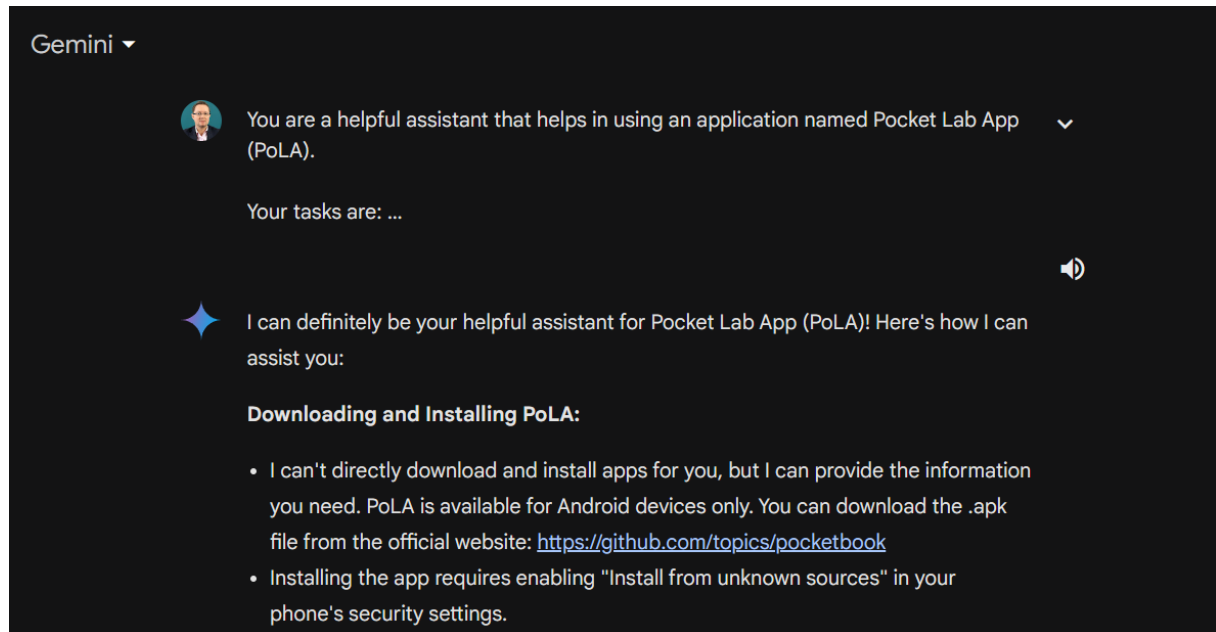 Gemini
You are a helpful assistant that helps in using an application named Pocket Lab App
(PoLA).
Your tasks are: ...
I can definitely be your helpful assistant for Pocket Lab App (PoLA)! Here's how I can
assist you:
Downloading and Installing PoLA:
• I can't directly download and install apps for you, but I can provide the information
you need. PoLA is available for Android devices only. You can download the .apk
file from the official website: https://github.com/topics/pocketbook
• Installing the app requires enabling "Install from unknown sources" in your
phone's security settings.